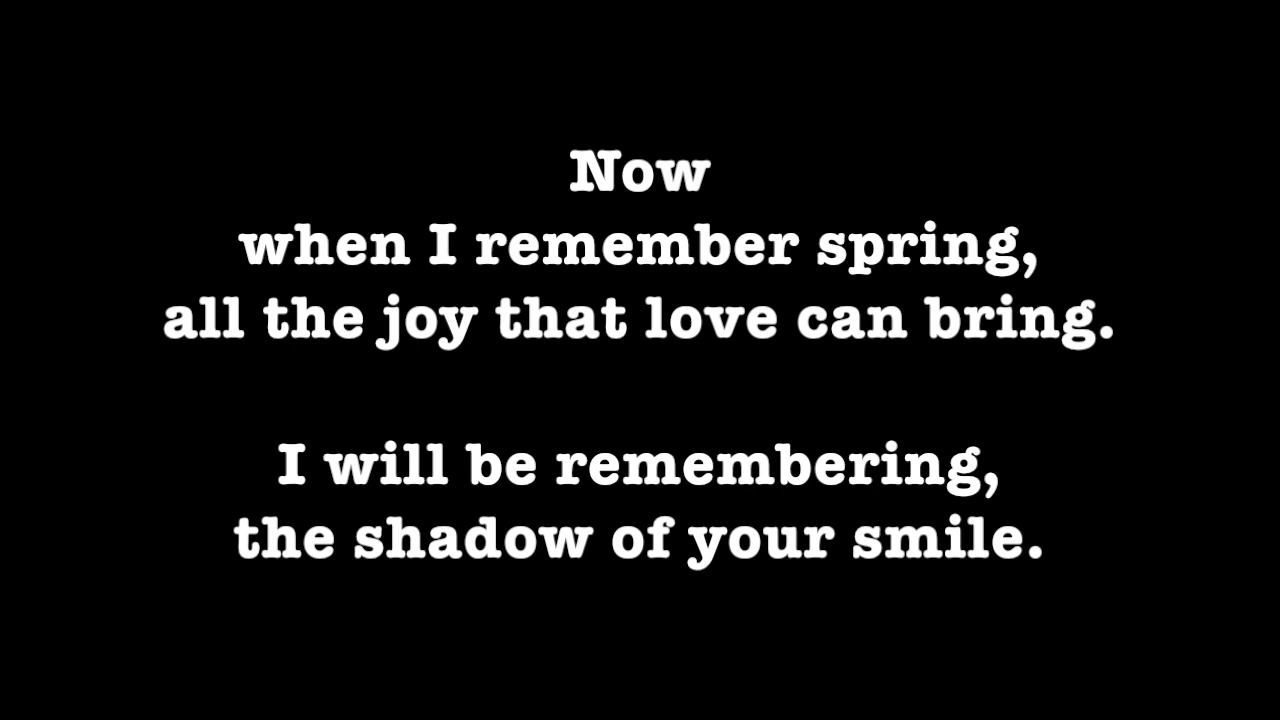 Now
when I remember spring,
all the joy that love can bring.
I will be remembering,
the shadow of your smile.